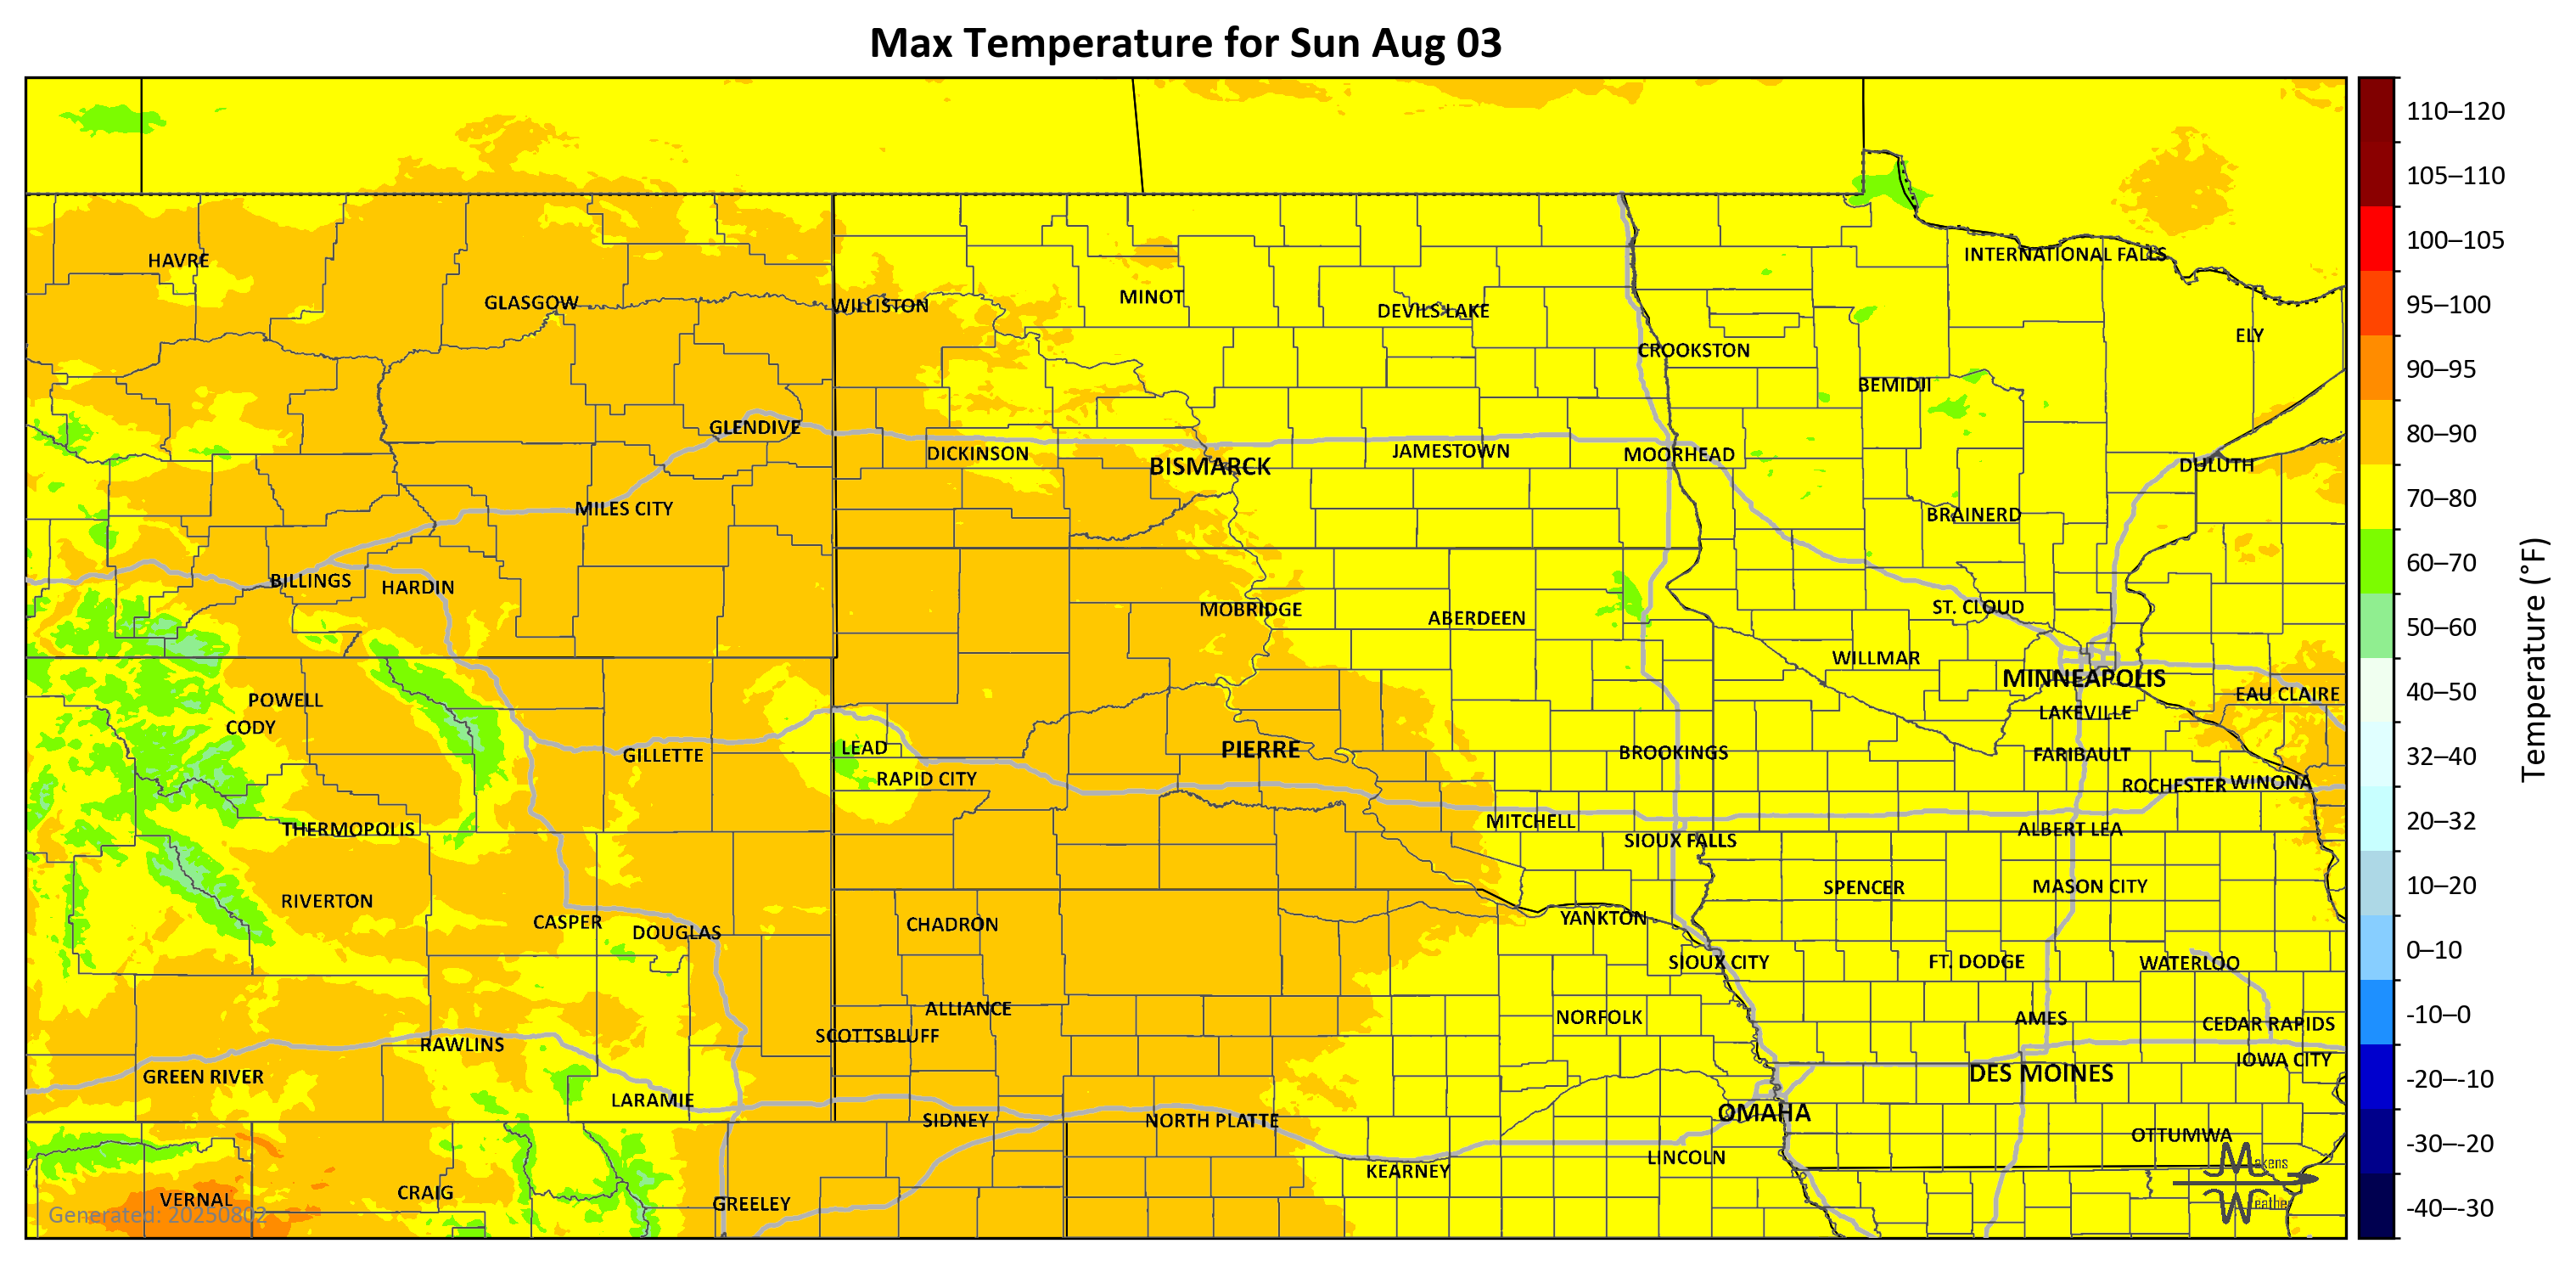 Max Temperature for Sun Aug 03
HAVRE
GLASGOW
WILLISTON
MINOT
DEVILS LAKE
INTERNATIONAL FALLS
CROOKSTON
ELY
BEMIDJI
GLENDIVE
DICKINSON
BISMARCK
JAMESTOWN
MOORHEAD
DULUTH
MILES CITY
BRAINERD
BILLINGS
HARDIN
MOBRIDGE
ABERDEEN
ST. CLOUD
WILLMAR
MINNEAPOLIS
POWELL
CODY
EAU CLAIRE
LAKEVILLE
GILLETTE
LEAD
RAPID CITY
PIERRE
BROOKINGS
FARIBAULT
ROCHESTER
WINONA
THERMOPOLIS
MITCHELL
SIOUX FALLS
ALBERT LEA
RIVERTON
SPENCER
MASON CITY
CASPER
DOUGLAS
CHADRON
YANKTON
SIOUX CITY
FT. DODGE
WATERLOO
ALLIANCE
SCOTTSBLUFF
NORFOLK
AMES
CEDAR RAPIDS
RAWLINS
GREEN RIVER
IOWA CITY
DES MOINES
LARAMIE
SIDNEY
NORTH PLATTE
OMAHA
OTTUMWA
KEARNEY
LINCOLN
VERNAL
CRAIG
GREELEY
Generated: 20250802
Makens
Weather
110–120
105–110
100–105
95–100
90–95
80–90
70–80
60–70
50–60
40–50
32–40
20–32
10–20
0–10
-10–0
-20–-10
-30–-20
-40–-30
Temperature (°F)